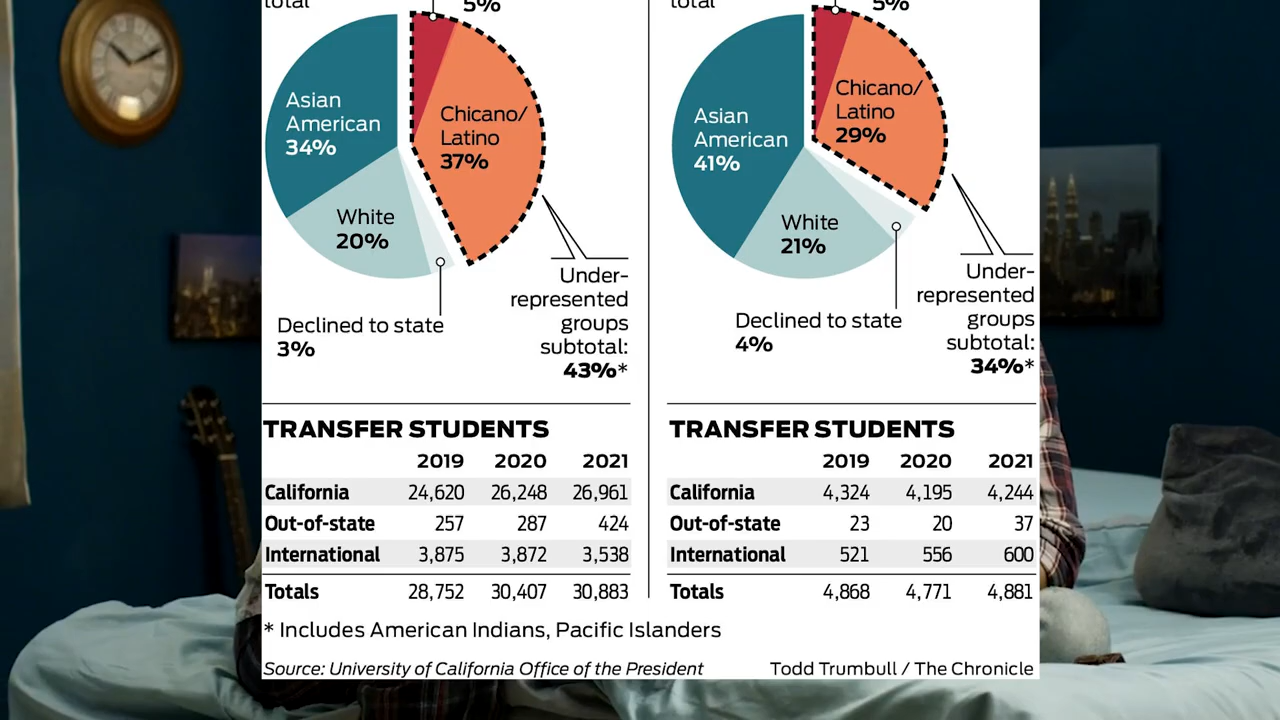 total
5%
Asian
American
34%
Chicano/
Latino
37%
White
20%
Declined to state
3%
Under-
represented
groups
subtotal:
43%*
TRANSFER STUDENTS
2019 2020 2021
California 24,620 26,248 26,961
Out-of-state 257 287 424
International 3,875 3,872 3,538
Totals 28,752 30,407 30,883
total
5%
Asian
American
41%
Chicano/
Latino
29%
White
21%
Declined to state
4%
Under-
represented
groups
subtotal:
34%*
TRANSFER STUDENTS
2019 2020 2021
California 4,324 4,195 4,244
Out-of-state 23 20 37
International 521 556 600
Totals 4,868 4,771 4,881
* Includes American Indians, Pacific Islanders
Source: University of California Office of the President
Todd Trumbull / The Chronicle